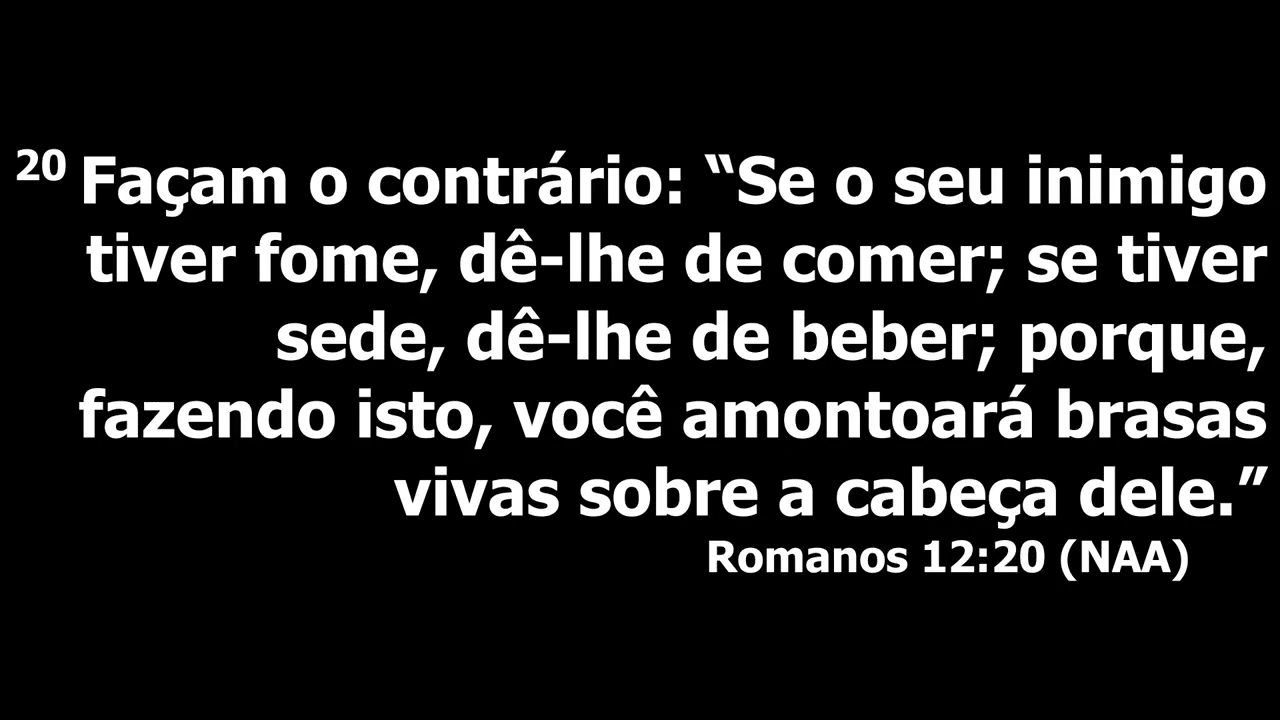 20 Façam o contrário: “Se o seu inimigo
tiver fome, dê-lhe de comer; se tiver
sede, dê-lhe de beber; porque,
fazendo isto, você amontoará brasas
vivas sobre a cabeça dele.”
Romanos 12:20 (NAA)